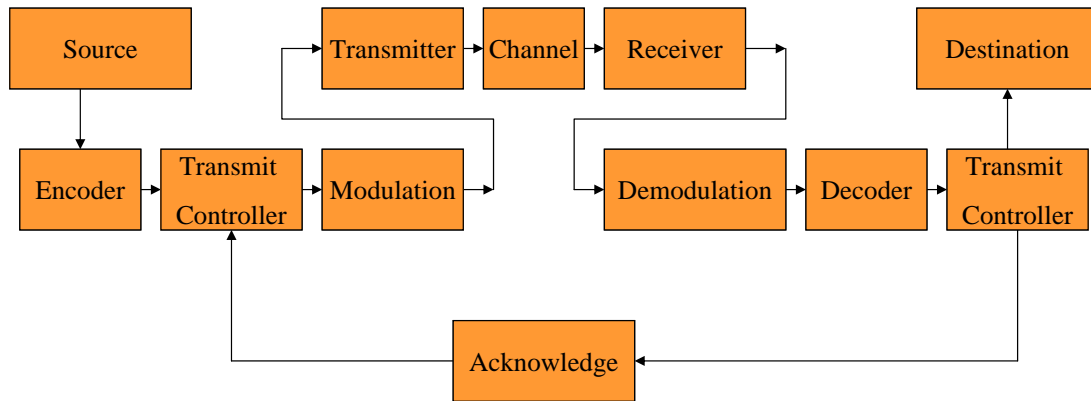 Source
Transmitter
Channel
Receiver
Destination
Encoder
Transmit
Controller
Modulation
Demodulation
Decoder
Transmit
Controller
Acknowledge